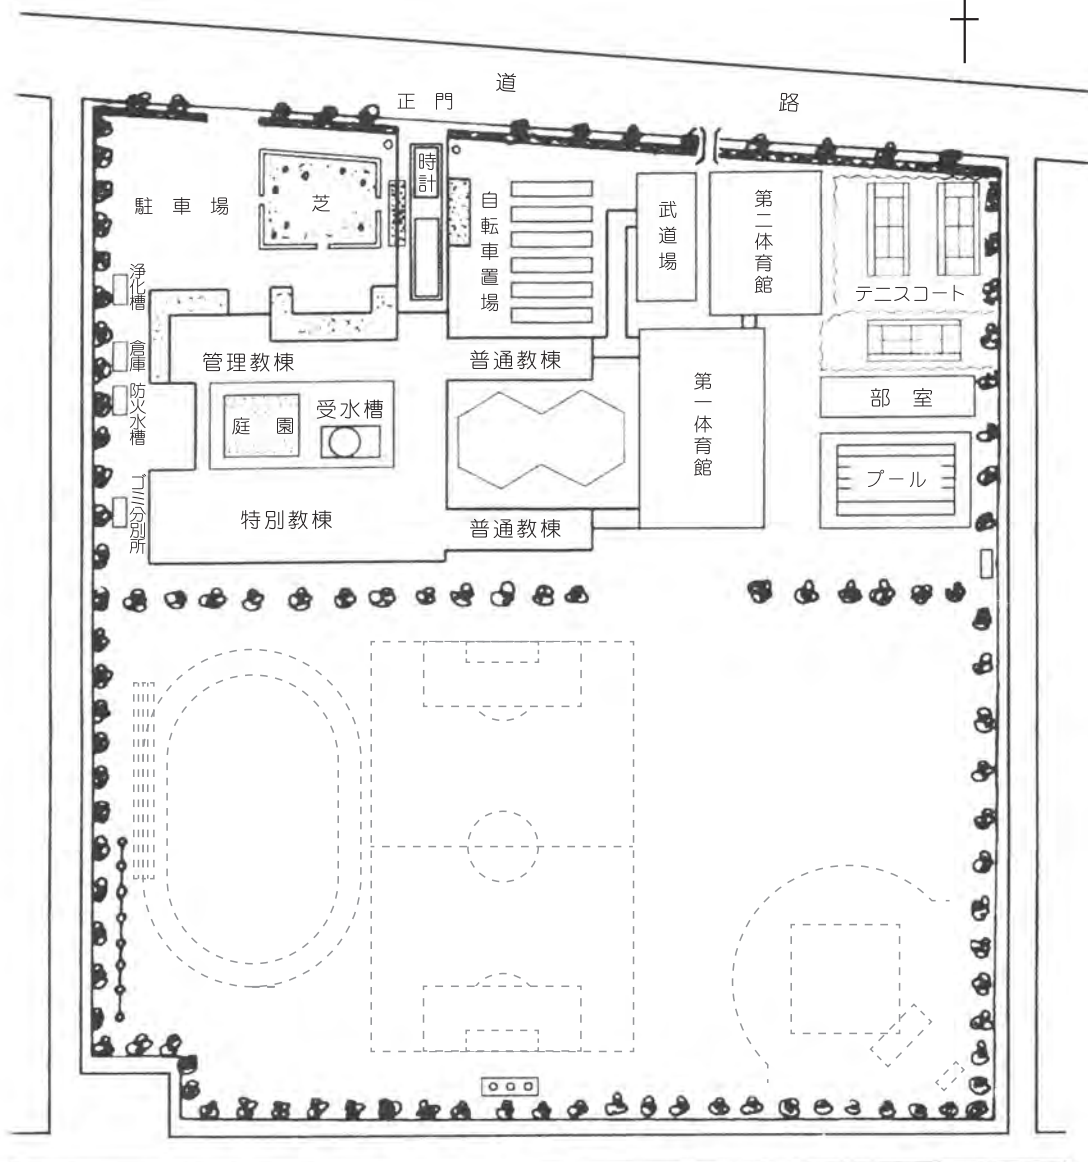 道
路
正門
時計
駐車場
芝
自転車置場
武道場
第二体育館
テニスコート
浄化槽
倉庫
防火水槽
ゴミ分別所
管理教棟
普通教棟
庭園
受水槽
第一体育館
部室
プール
特別教棟
普通教棟